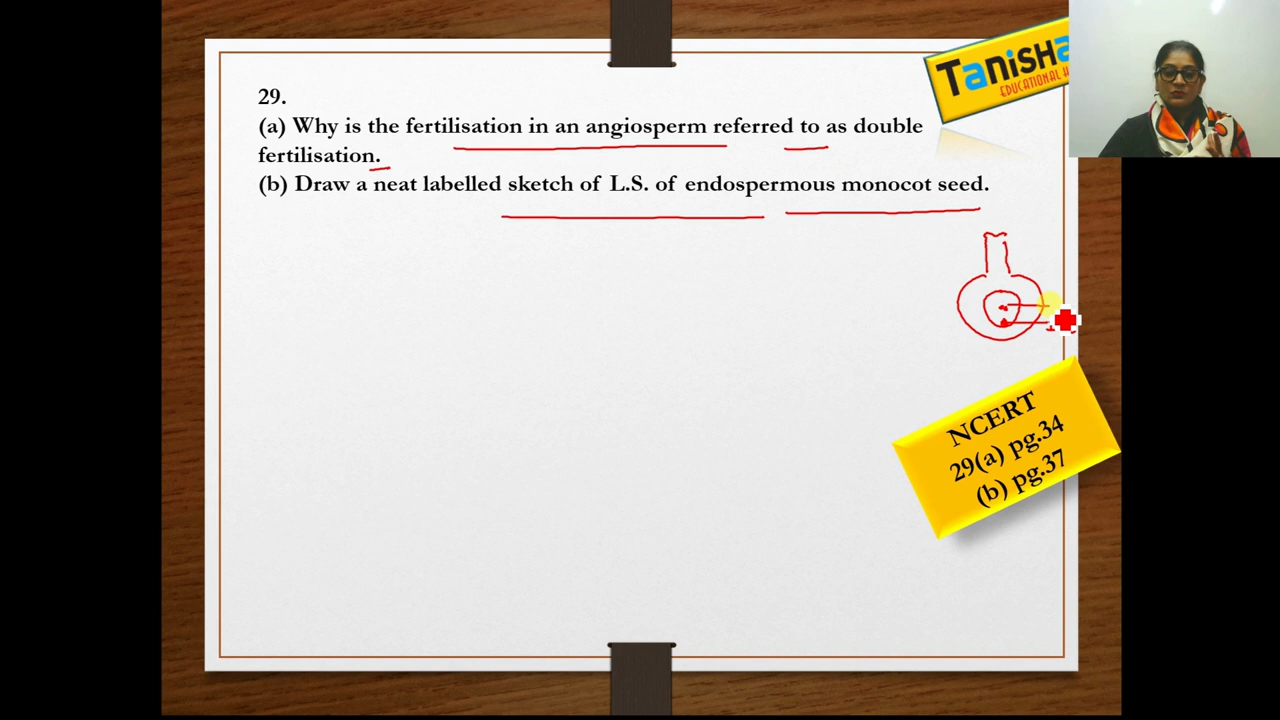 29.
(a) Why is the fertilisation in an angiosperm referred to as double
fertilisation.
(b) Draw a neat labelled sketch of L.S. of endospermous monocot seed.
TaniSHa
EDUCATIONAL H
NCERT
29(a) pg.34
(b) pg.37